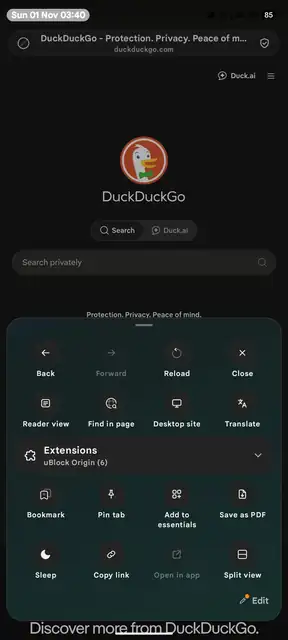 Sun 01 Nov 03:40
85
DuckDuckGo - Protection. Privacy. Peace of m...
duckduckgo.com
Duck.ai
DuckDuckGo
Search Duck.ai
Search privately
Protection. Privacy. Peace of mind.
Back Forward Reload Close
Reader view Find in page Desktop site Translate
Extensions
uBlock Origin (6)
Bookmark Pin tab Add to essentials Save as PDF
Sleep Copy link Open in app Split view
Edit
Discover more from DuckDuckGo.